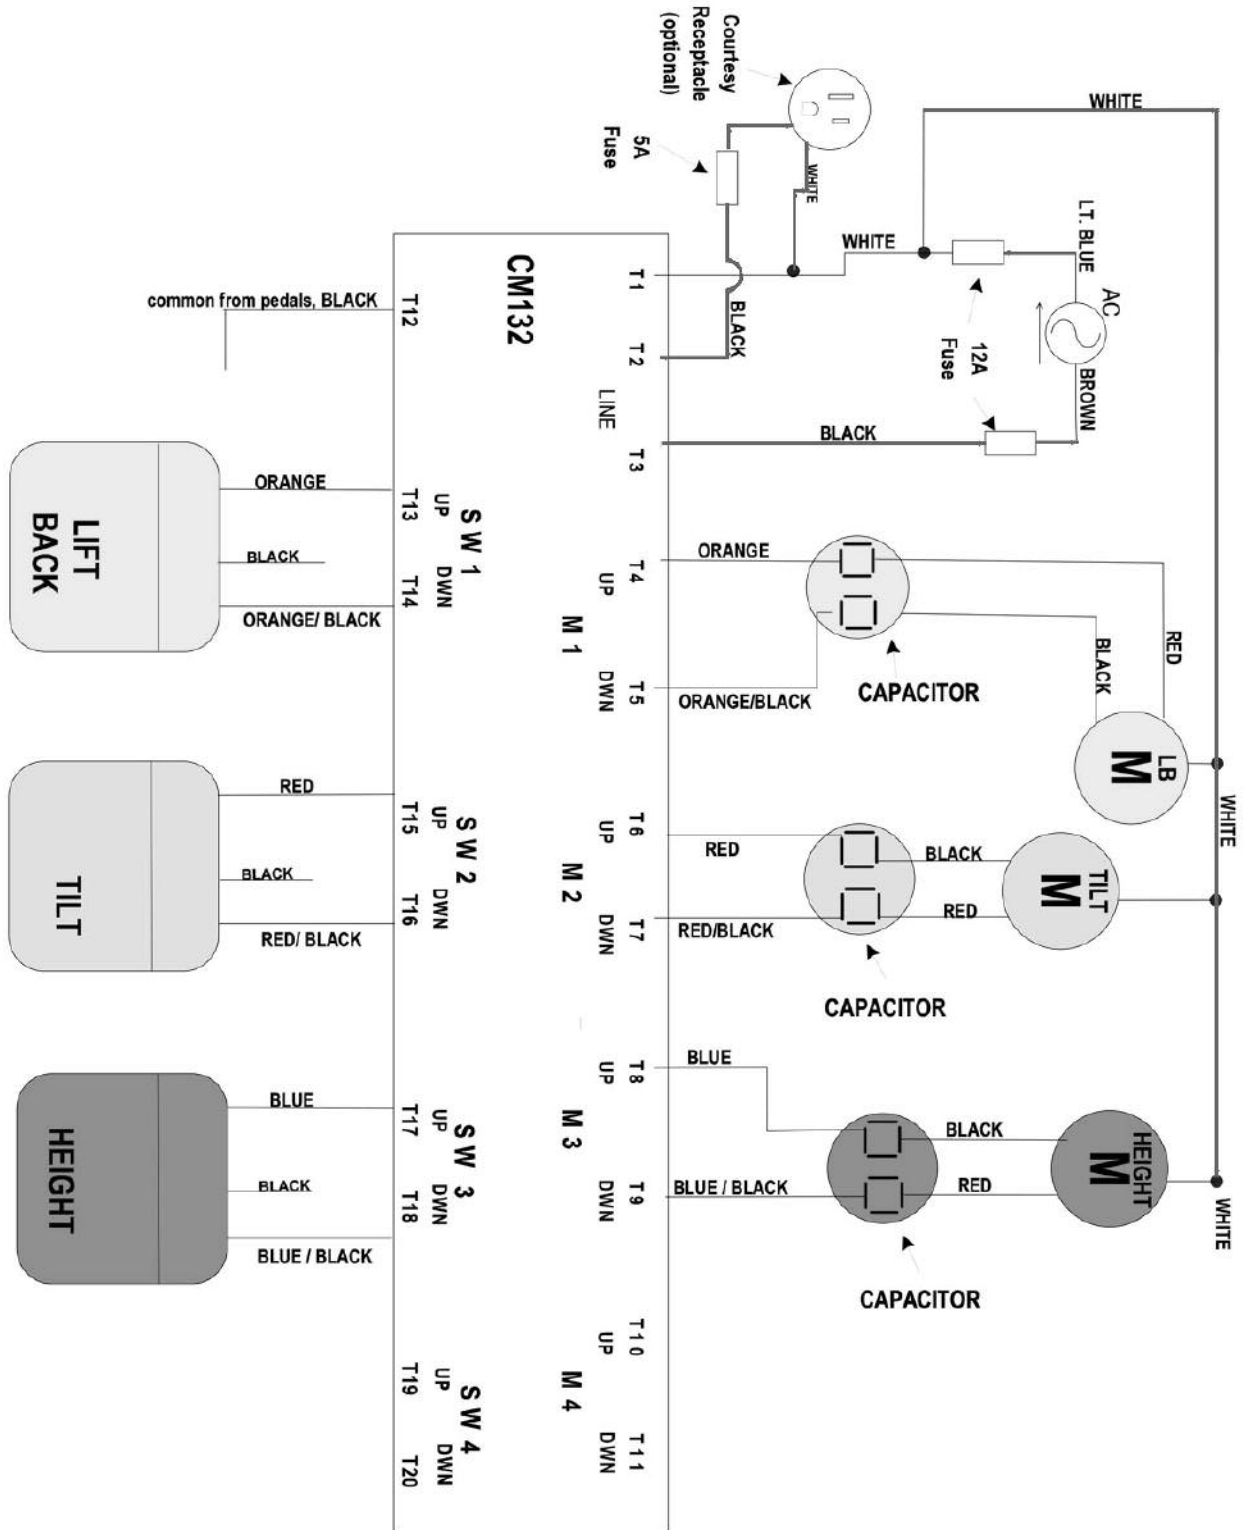 Courtesy
Receptacle
(optional)
5A
Fuse
WHITE
BLACK
WHITE
WHITE
LT. BLUE
AC
BROWN
12A
Fuse
BLACK
CM132
T1
T2
LINE
T3
common from pedals, BLACK
T12
LIFT
BACK
ORANGE
BLACK
ORANGE/ BLACK
T13
UP
SW 1
T14
DWN
T4
UP
M 1
T5
DWN
ORANGE
ORANGE/BLACK
CAPACITOR
RED
BLACK
LB
M
WHITE
TILT
RED
BLACK
RED/ BLACK
T15
UP
SW 2
T16
DWN
T6
UP
M 2
T7
DWN
RED
RED/BLACK
CAPACITOR
BLACK
RED
TILT
M
HEIGHT
BLUE
BLACK
BLUE / BLACK
T17
UP
SW 3
T18
DWN
T8
UP
M 3
T9
DWN
BLUE
BLUE / BLACK
CAPACITOR
BLACK
RED
HEIGHT
M
WHITE
T19
UP
SW 4
T20
DWN
T10
UP
M 4
T11
DWN